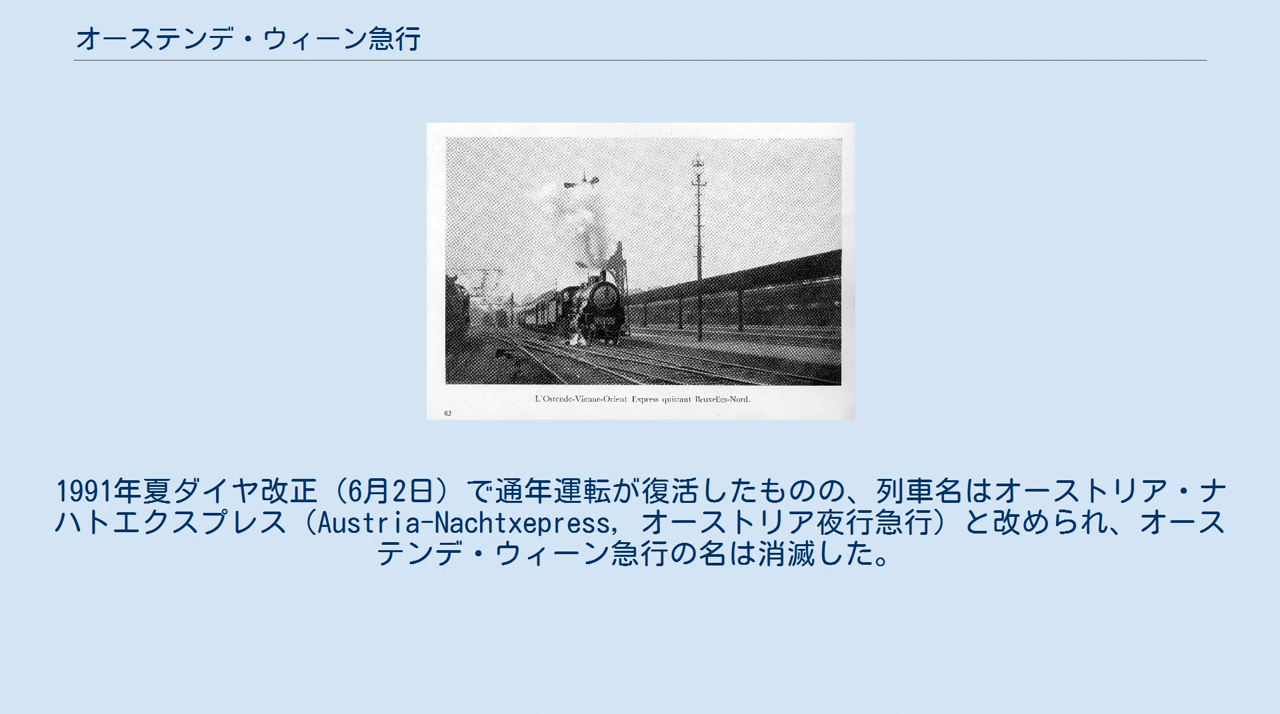 オーステンデ・ウィーン急行
L'Ostende-Vienne-Orient Express quittant Bruxelles-Nord.
62
1991年夏ダイヤ改正（6月2日）で通年運転が復活したものの、列車名はオーストリア・ナ
ハトエクスプレス（Austria-Nachtxepress, オーストリア夜行急行）と改められ、オース
テンデ・ウィーン急行の名は消滅した。